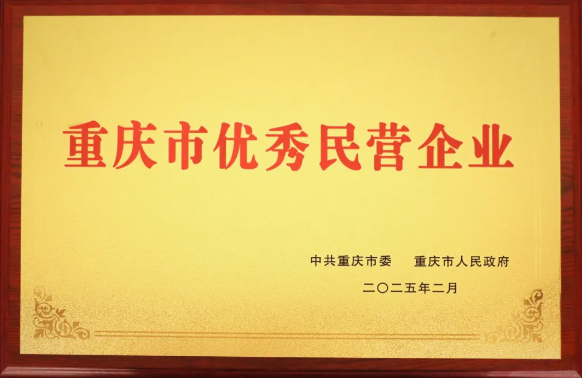 重庆市优秀民营企业
中共重庆市委 重庆市人民政府
二〇二五年二月